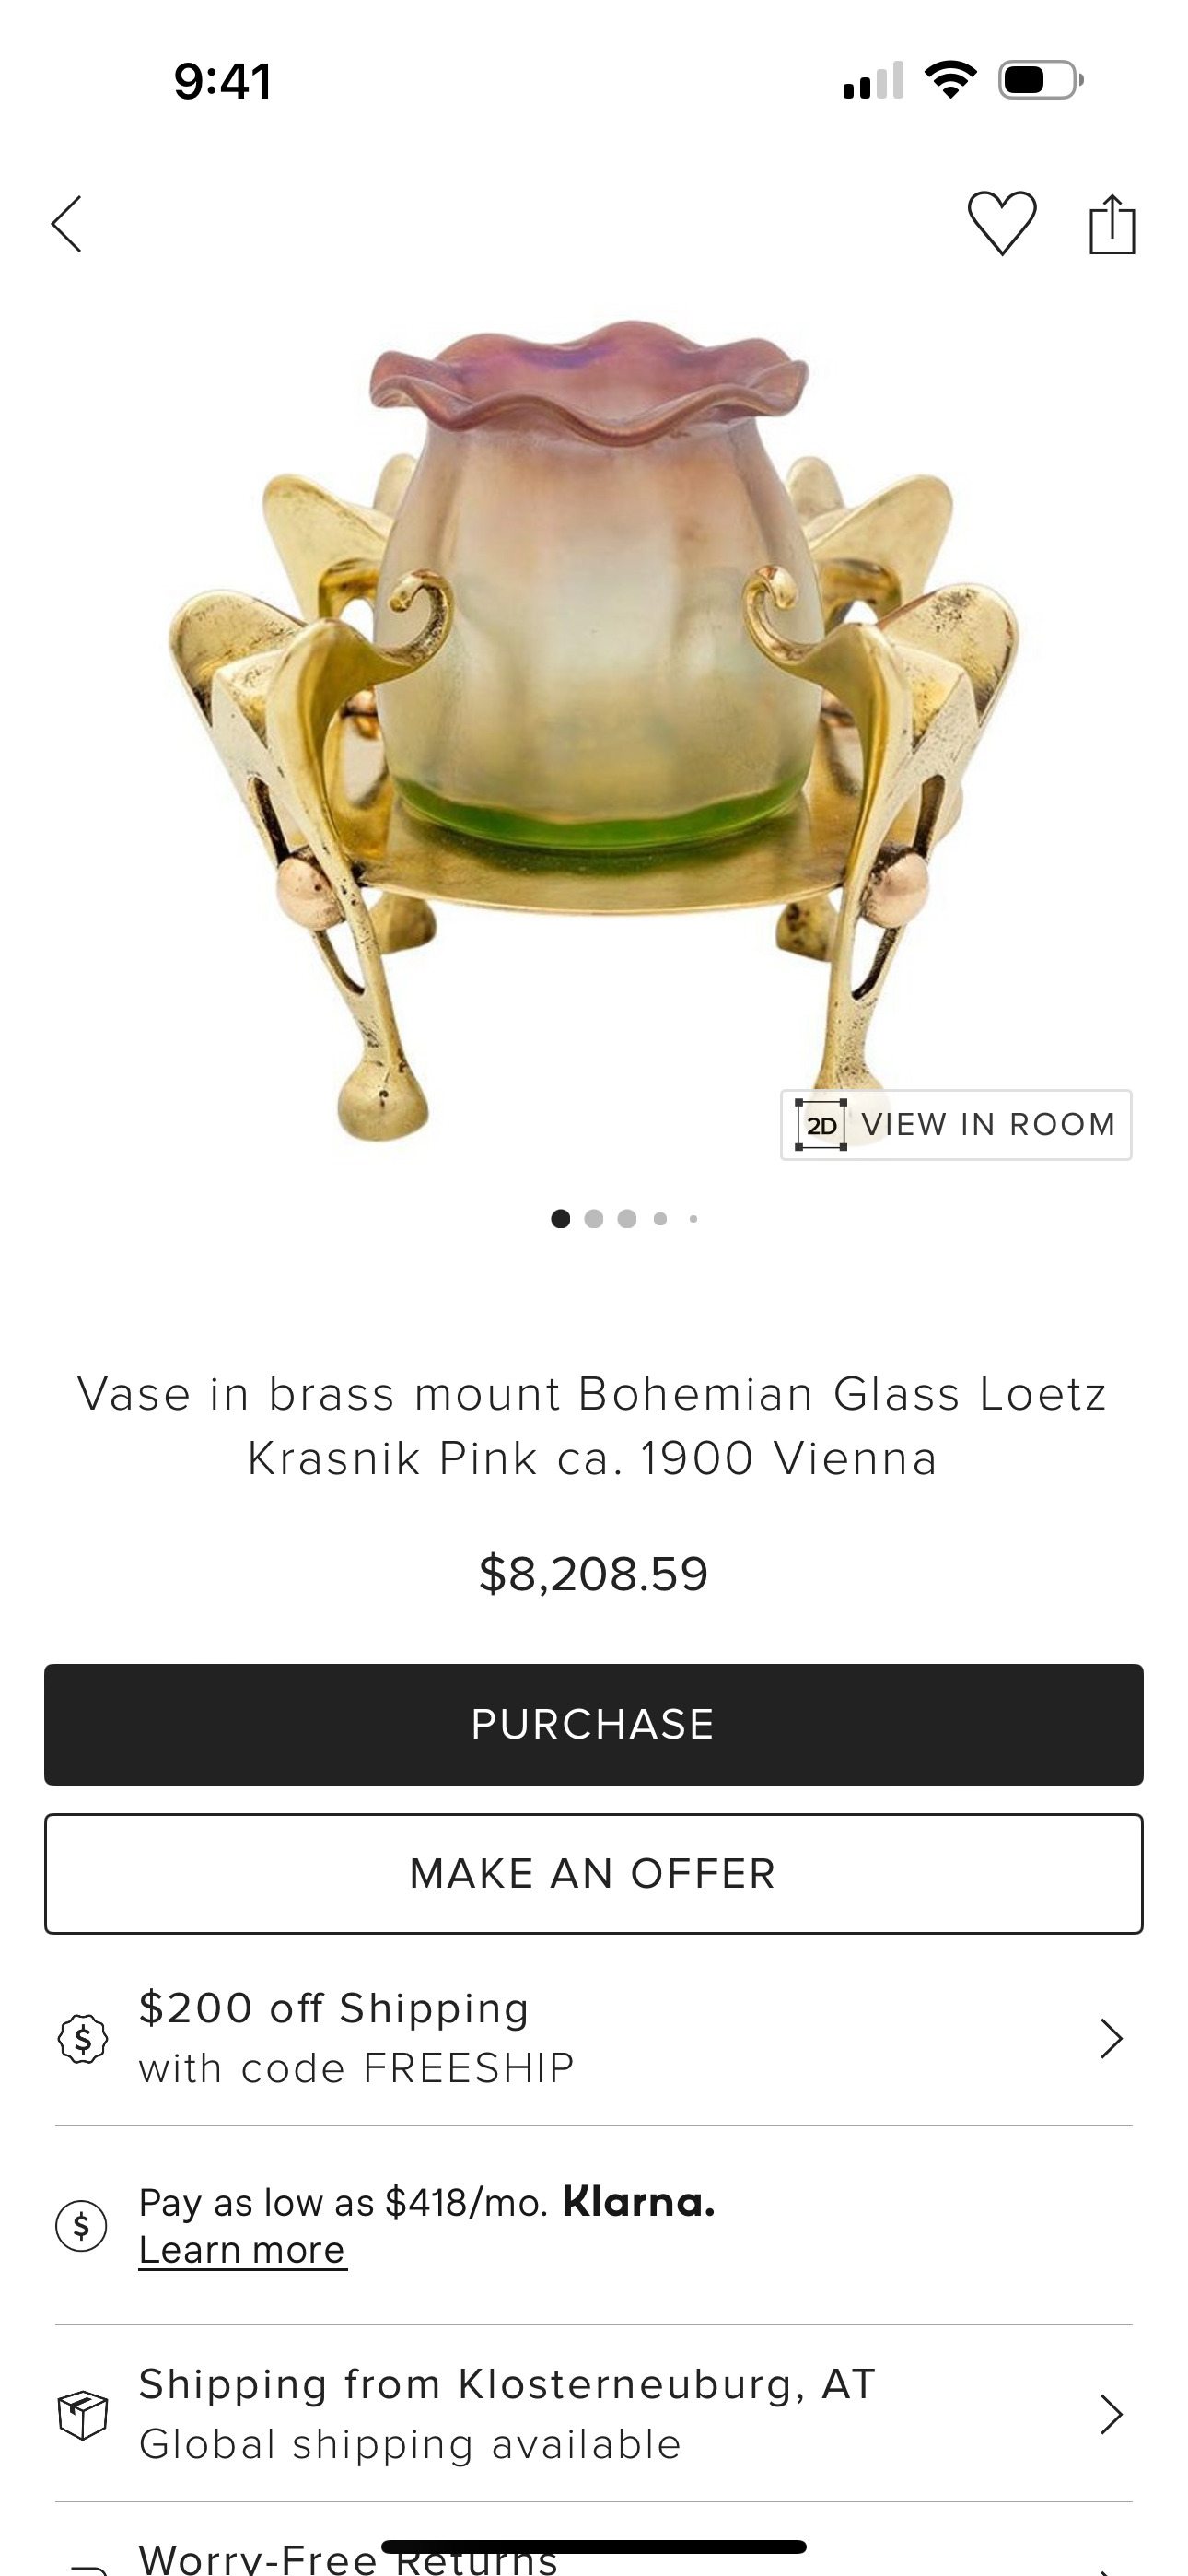 9:41
2D VIEW IN ROOM
Vase in brass mount Bohemian Glass Loetz
Krasnik Pink ca. 1900 Vienna
$8,208.59
PURCHASE
MAKE AN OFFER
$200 off Shipping
with code FREESHIP
Pay as low as $418/mo. Klarna.
Learn more
Shipping from Klosterneuburg, AT
Global shipping available
Worry-Free Returns